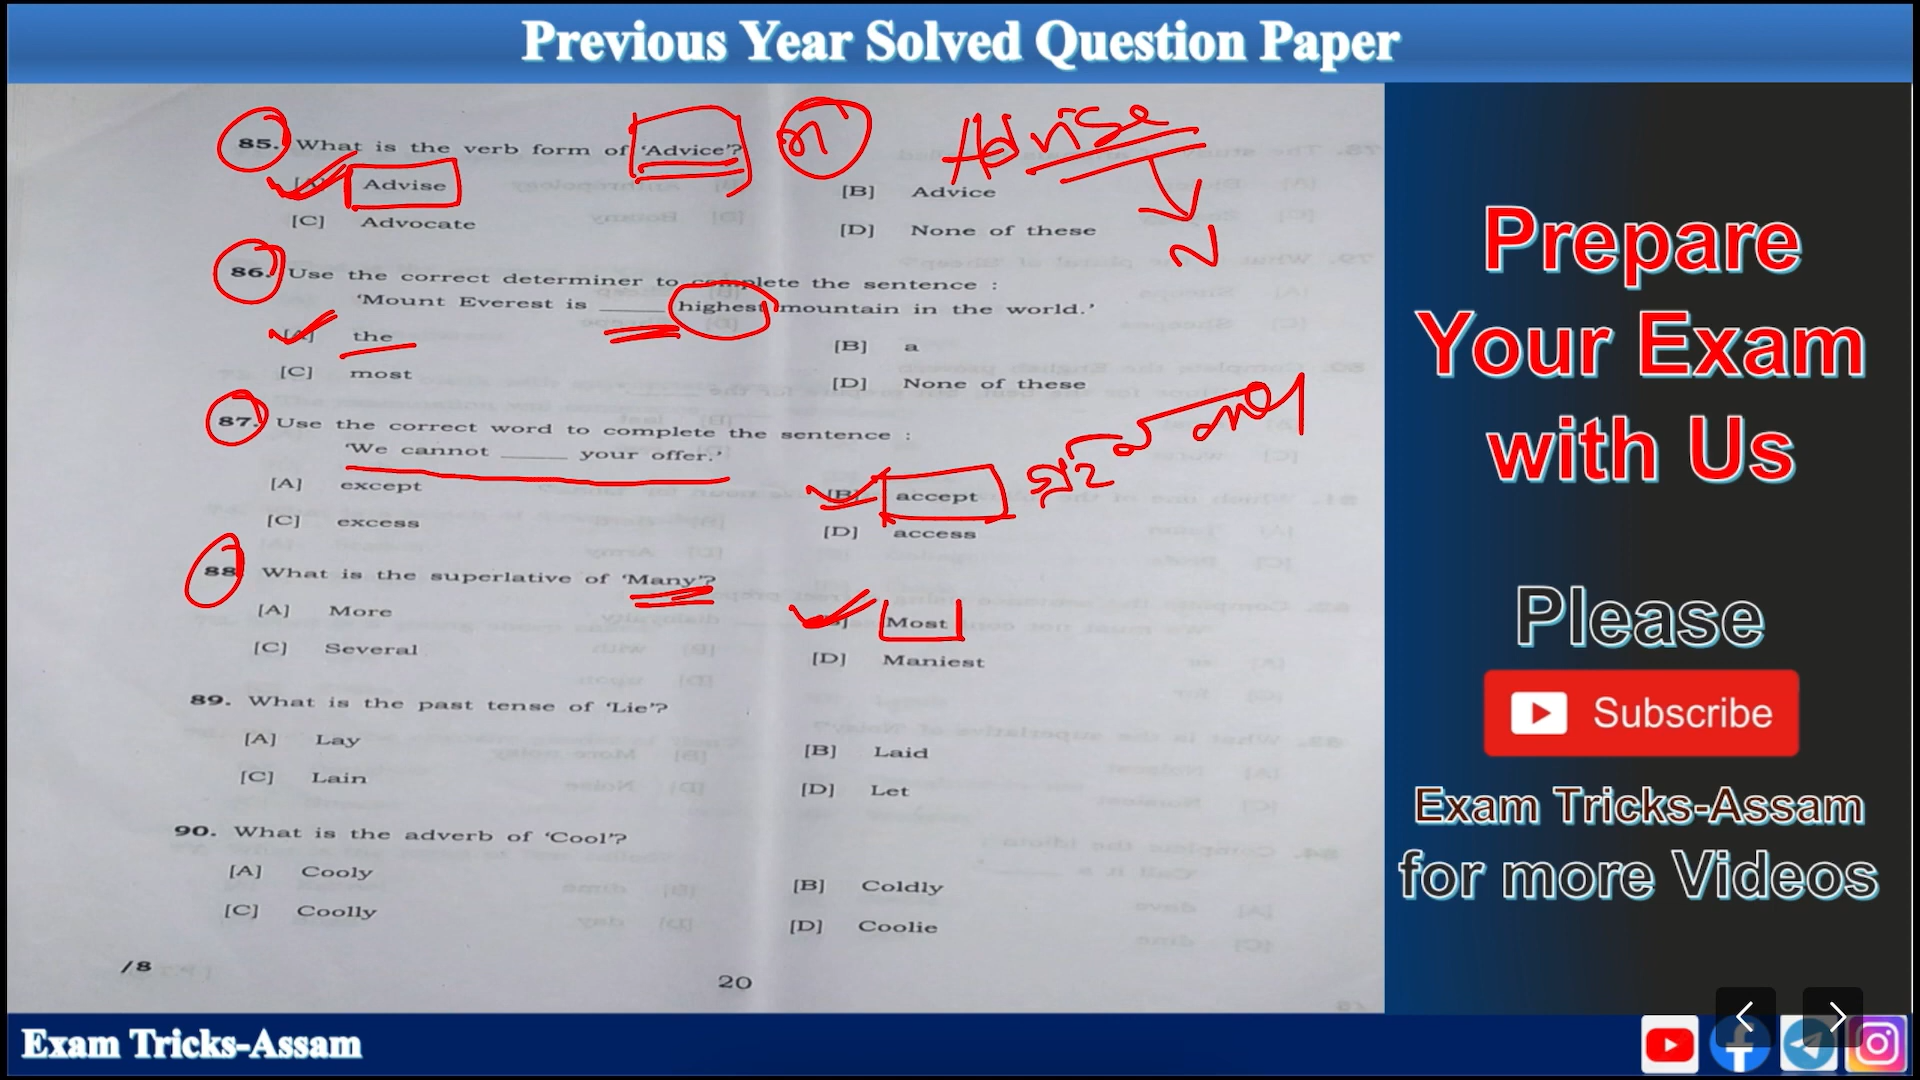 Previous Year Solved Question Paper
85. What is the verb form of 'Advice'?
Advise
Advise
[B] Advice
[C] Advocate
[D] None of these
N
86. Use the correct determiner to complete the sentence :
'Mount Everest is _____ highest mountain in the world.'
[A] the
[B] a
[C] most
[D] None of these
87. Use the correct word to complete the sentence :
'We cannot _____ your offer.'
[A] except
[B] accept
[C] excess
[D] access
88. What is the superlative of 'Many'?
[A] More
Most
[C] Several
[D] Maniest
89. What is the past tense of 'Lie'?
[A] Lay
[B] Laid
[C] Lain
[D] Let
90. What is the adverb of 'Cool'?
[A] Cooly
[B] Coldly
[C] Coolly
[D] Coolie
/8
20
Prepare
Your Exam
with Us
Please
Subscribe
Exam Tricks-Assam
for more Videos
Exam Tricks-Assam